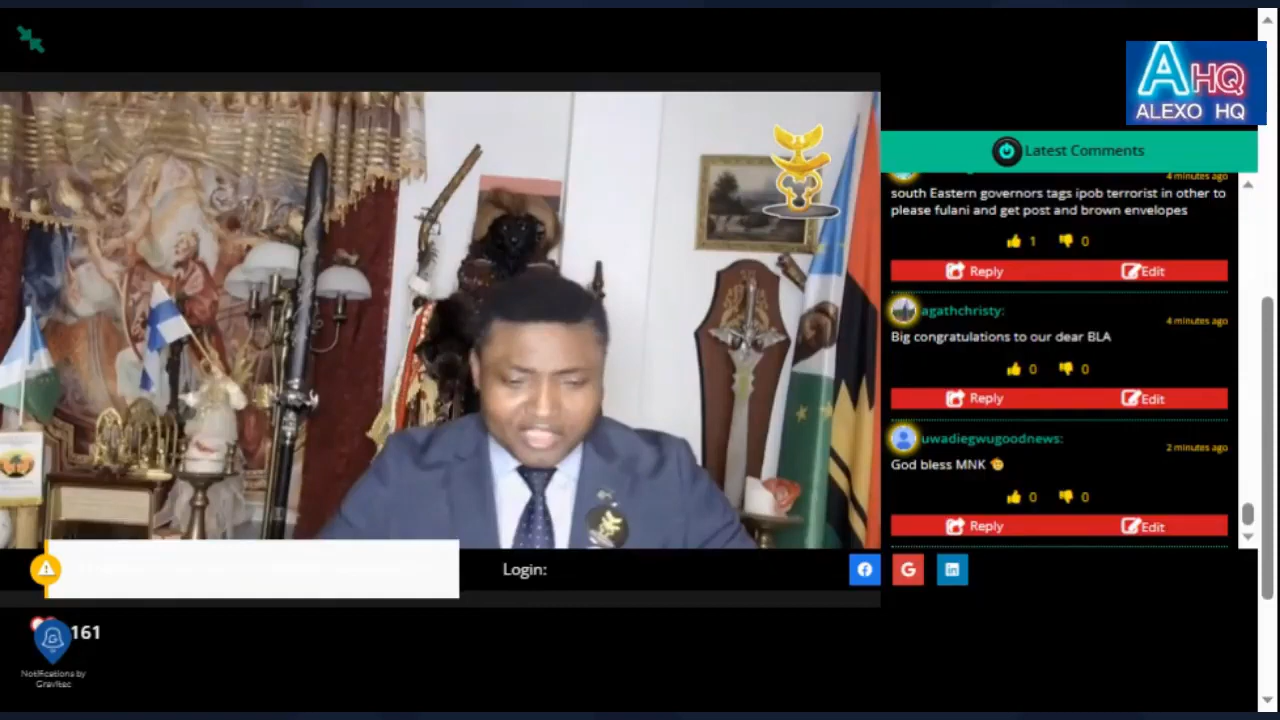 AHQ
ALEXO HQ
Latest Comments
4 minutes ago
south Eastern governors tags ipob terrorist in other to
please fulani and get post and brown envelopes
1 0
Reply Edit
agathchristy:
4 minutes ago
Big congratulations to our dear BLA
0 0
Reply Edit
uwadiegwugoodnews:
2 minutes ago
God bless MNK
0 0
Reply Edit
Login:
161
Notifications by
Gravitec